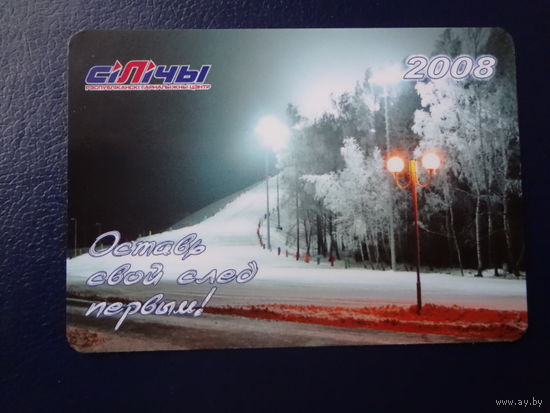 СІЛІЧЫ
РЭСПУБЛІКАНСКІ ГАРНАЛЫЖНЫ ЦЭНТР
2008
Оставь
свой след
первым!
www.ay.by